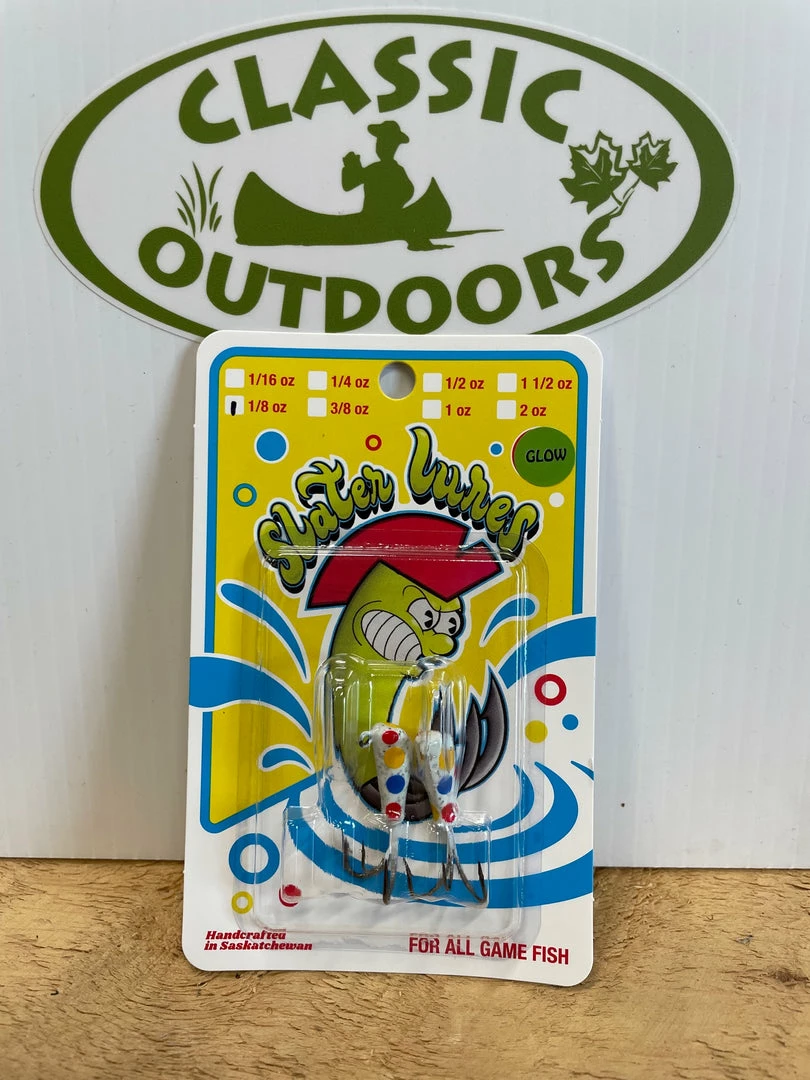 CLASSIC
OUTDOORS
1/16 oz 1/4 oz 1/2 oz 1 1/2 oz
1/8 oz 3/8 oz 1 oz 2 oz
GLOW
Slater Lures
Handcrafted
in Saskatchewan
FOR ALL GAME FISH